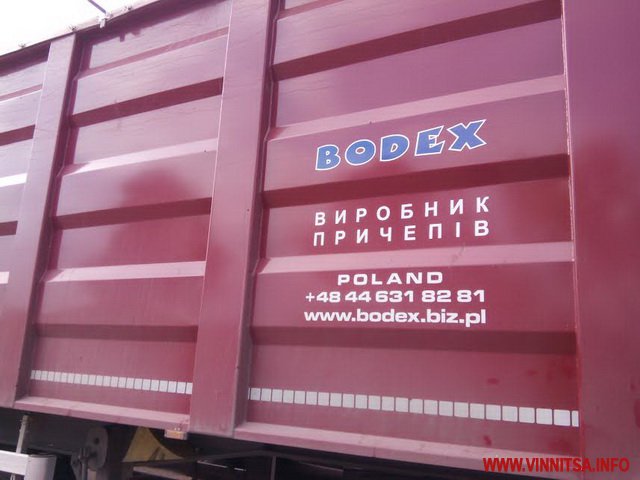 BODEX
ВИРОБНИК
ПРИЧЕПІВ
POLAND
+48 44 631 82 81
www.bodex.biz.pl
WWW.VINNITSA.INFO